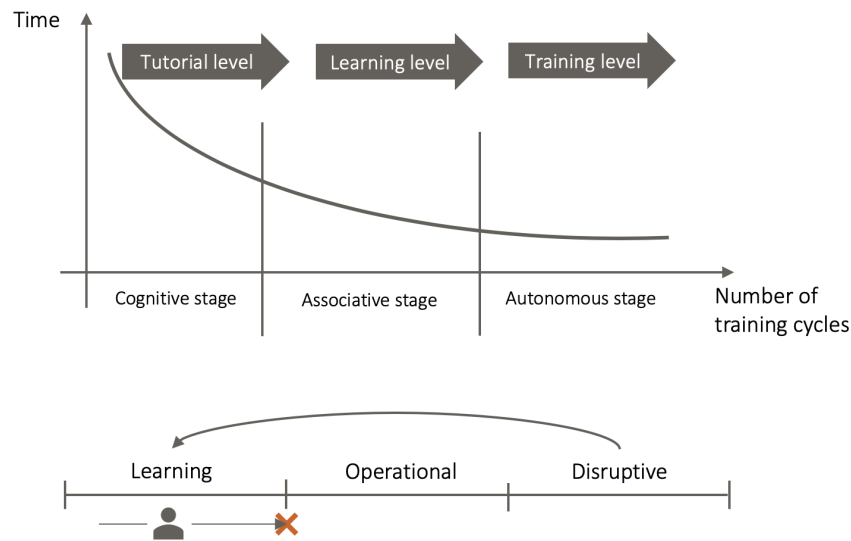 Time
Tutorial level
Learning level
Training level
Cognitive stage
Associative stage
Autonomous stage
Number of
training cycles
Learning
Operational
Disruptive